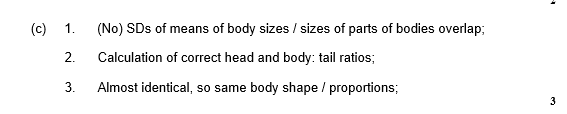 (c) 1. (No) SDs of means of body sizes / sizes of parts of bodies overlap;
2. Calculation of correct head and body: tail ratios;
3. Almost identical, so same body shape / proportions;
3